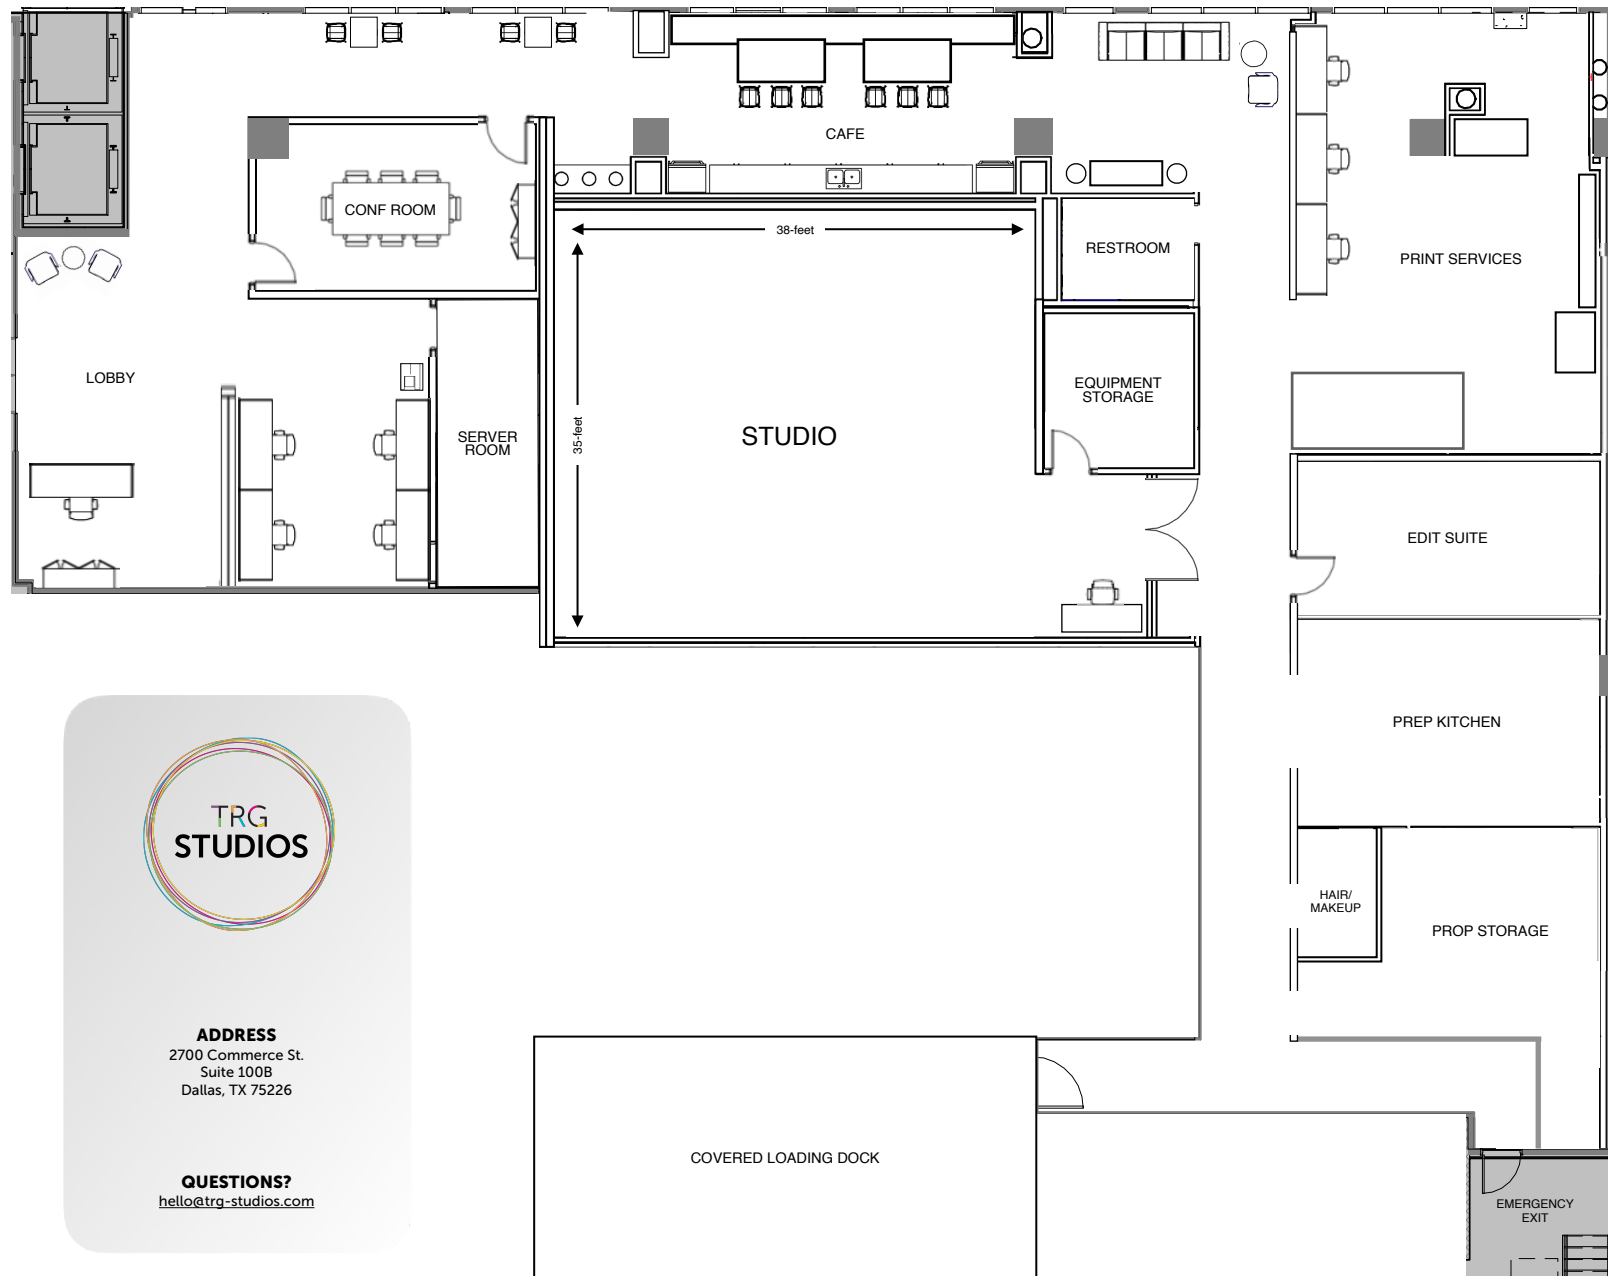 CAFE
CONF ROOM
38-feet
RESTROOM
PRINT SERVICES
LOBBY
EQUIPMENT
STORAGE
SERVER
ROOM
35-feet
STUDIO
EDIT SUITE
PREP KITCHEN
TRG
STUDIOS
HAIR/
MAKEUP
PROP STORAGE
ADDRESS
2700 Commerce St.
Suite 100B
Dallas, TX 75226
COVERED LOADING DOCK
QUESTIONS?
hello@trg-studios.com
EMERGENCY
EXIT